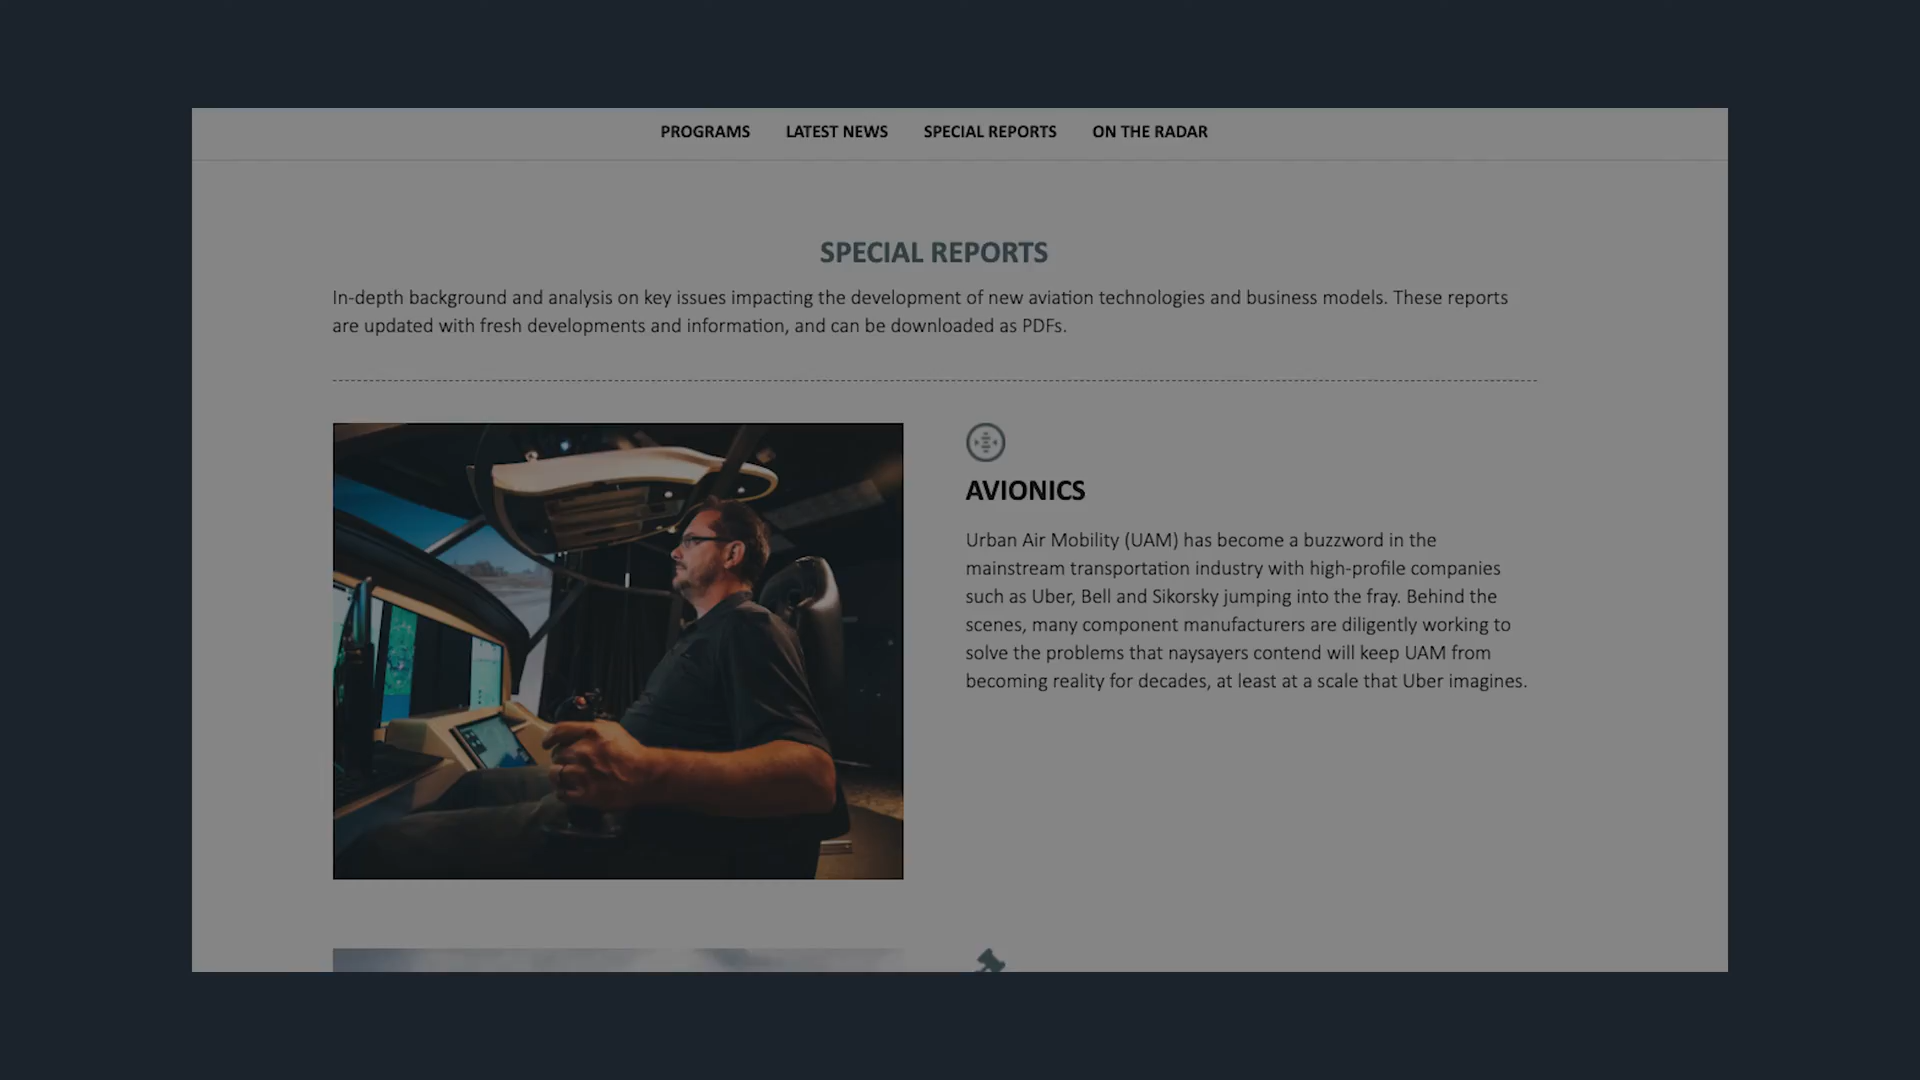 PROGRAMS LATEST NEWS SPECIAL REPORTS ON THE RADAR
SPECIAL REPORTS
In-depth background and analysis on key issues impacting the development of new aviation technologies and business models. These reports
are updated with fresh developments and information, and can be downloaded as PDFs.
AVIONICS
Urban Air Mobility (UAM) has become a buzzword in the
mainstream transportation industry with high-profile companies
such as Uber, Bell and Sikorsky jumping into the fray. Behind the
scenes, many component manufacturers are diligently working to
solve the problems that naysayers contend will keep UAM from
becoming reality for decades, at least at a scale that Uber imagines.